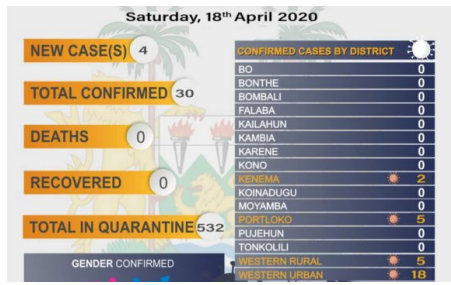 Saturday, 18th April 2020
NEW CASE(S) 4
TOTAL CONFIRMED 30
DEATHS 0
RECOVERED 0
TOTAL IN QUARANTINE 532
GENDER CONFIRMED
CONFIRMED CASES BY DISTRICT
BO 0
BONTHE 0
BOMBALI 0
FALABA 0
KAILAHUN 0
KAMBIA 0
KARENE 0
KONO 0
KENEMA 2
KOINADUGU 0
MOYAMBA 0
PORTLOKO 5
PUJEHUN 0
TONKOLILI 0
WESTERN RURAL 5
WESTERN URBAN 18